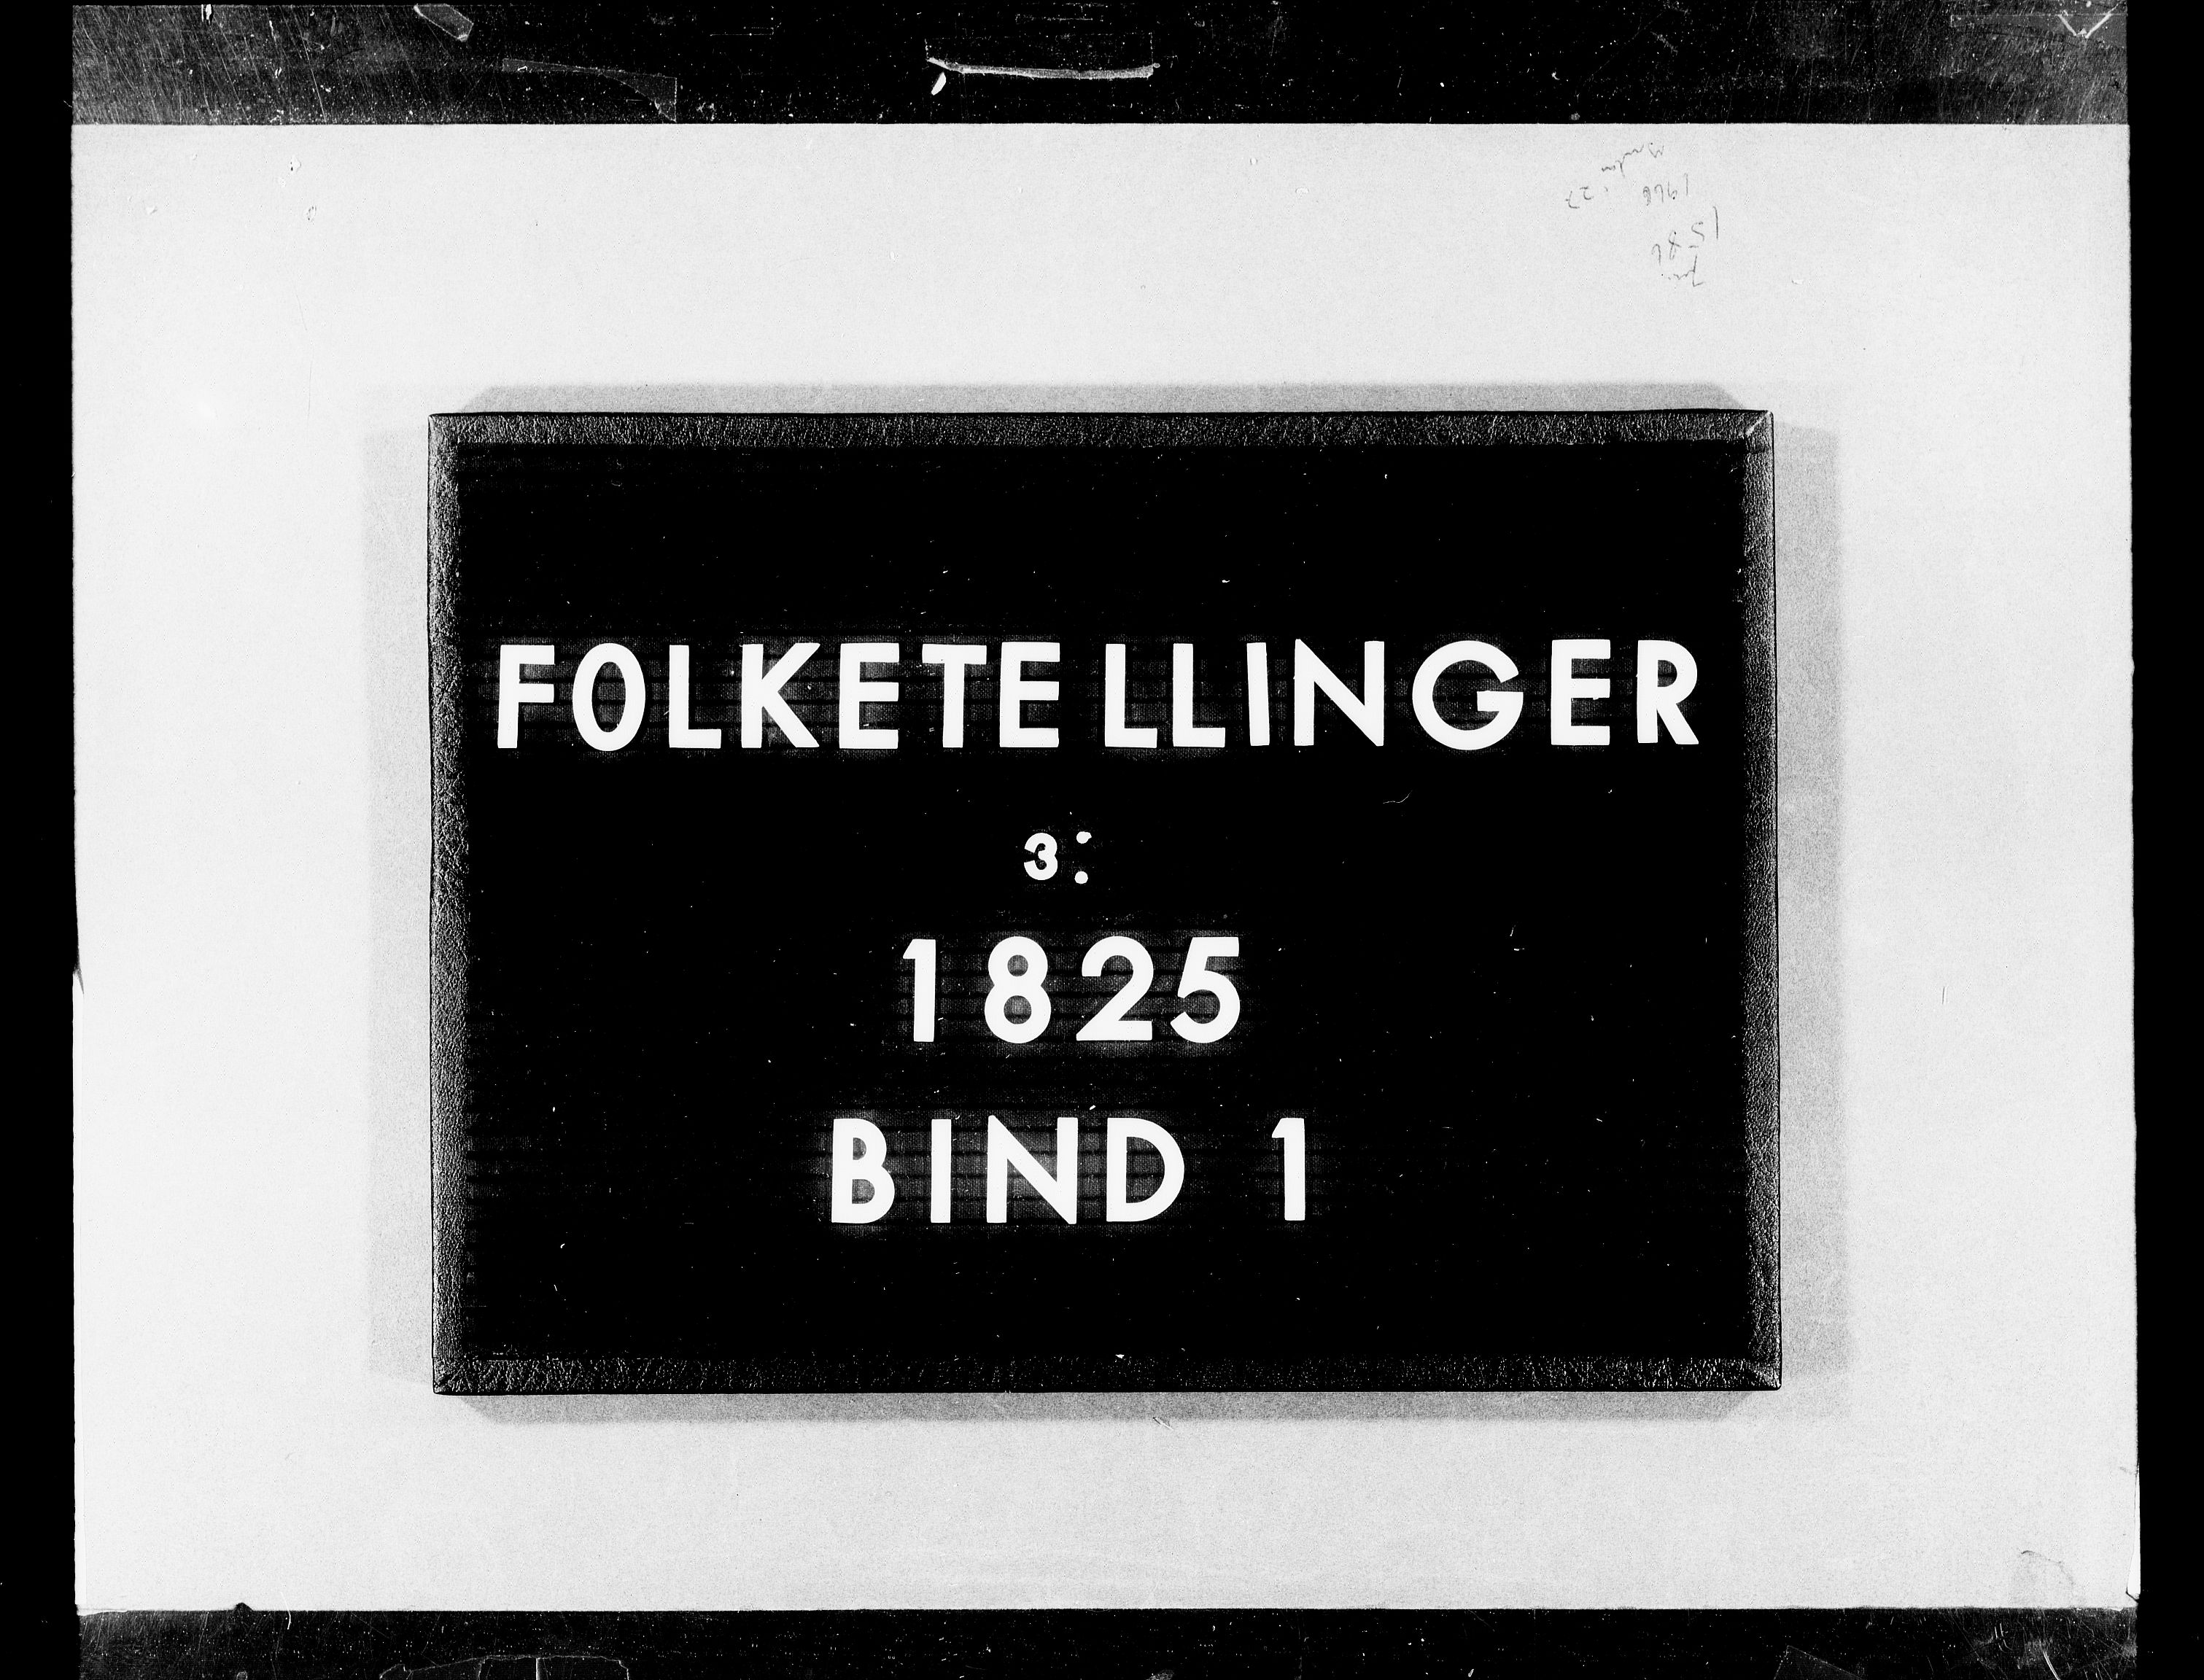 FOLKETELLINGER
3:
1825
BIND 1